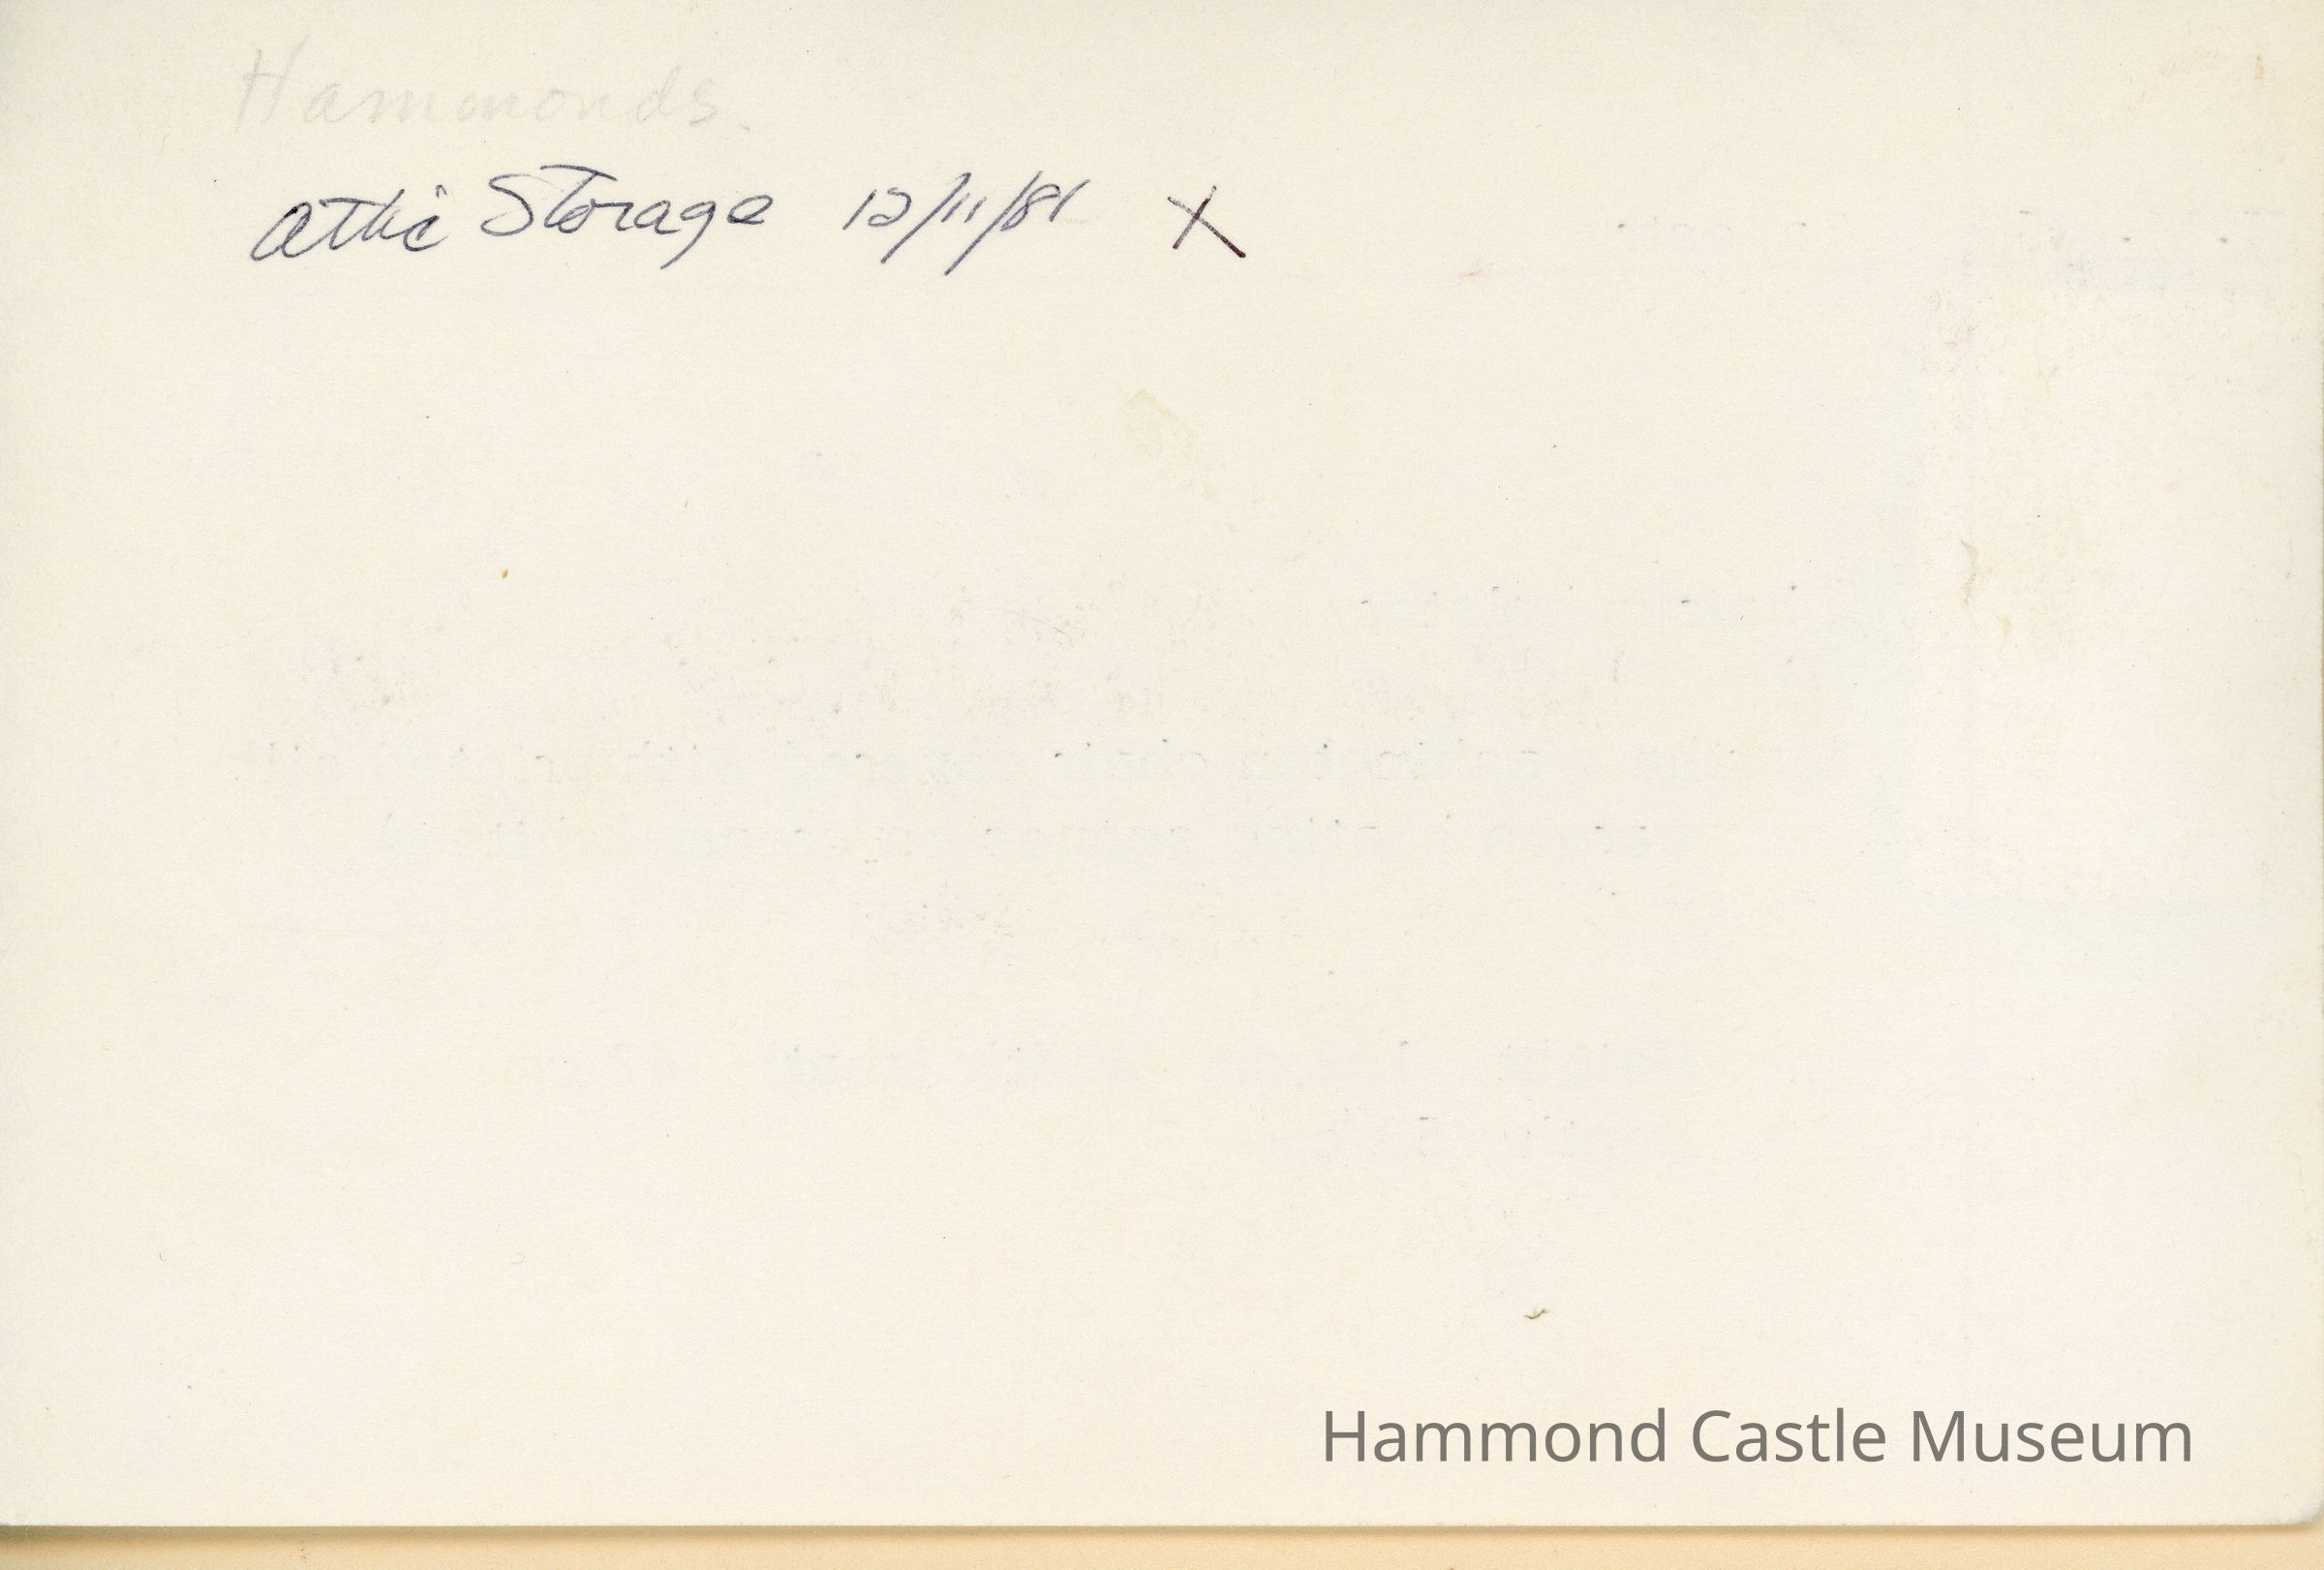 Hammonds.
Attic Storage 12/11/81 X
Hammond Castle Museum